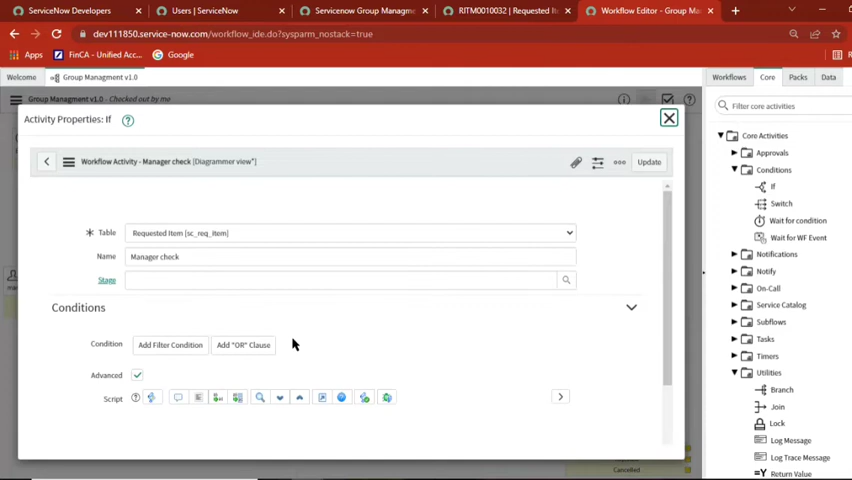 ServiceNow Developers
Users | ServiceNow
Servicenow Group Managme
RITM0010032 | Requested Item
Workflow Editor - Group Ma
dev111850.service-now.com/workflow_ide.do?sysparm_nostack=true
Apps
FinCA - Unified Acc...
Google
Welcome
Group Managment v1.0
Workflows
Core
Packs
Data
Group Managment v1.0 - Checked out by me
Filter core activities
Activity Properties: If
Workflow Activity - Manager check [Diagrammer view*]
Update
Table
Requested Item [sc_req_item]
Name
Manager check
Stage
Conditions
Condition
Add Filter Condition
Add "OR" Clause
Advanced
Script
Core Activities
Approvals
Conditions
If
Switch
Wait for condition
Wait for WF Event
Notifications
Notify
On-Call
Service Catalog
Subflows
Tasks
Timers
Utilities
Branch
Join
Lock
Log Message
Log Trace Message
Return Value
Cancelled